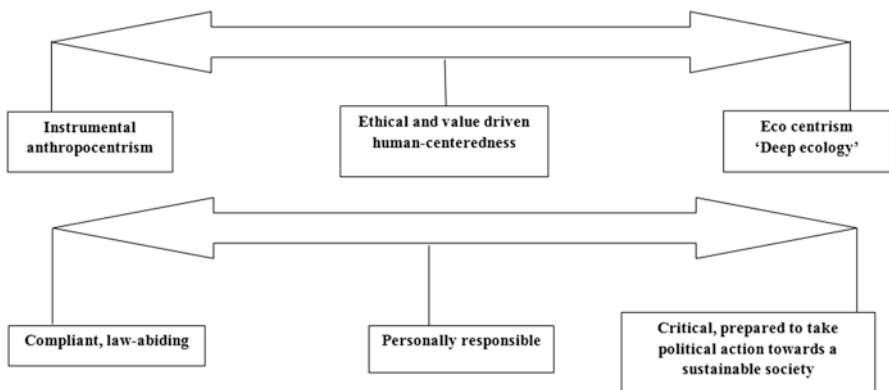 Instrumental
anthropocentrism
Ethical and value driven
human-centeredness
Eco centrism
‘Deep ecology’
Compliant, law-abiding
Personally responsible
Critical, prepared to take
political action towards a
sustainable society